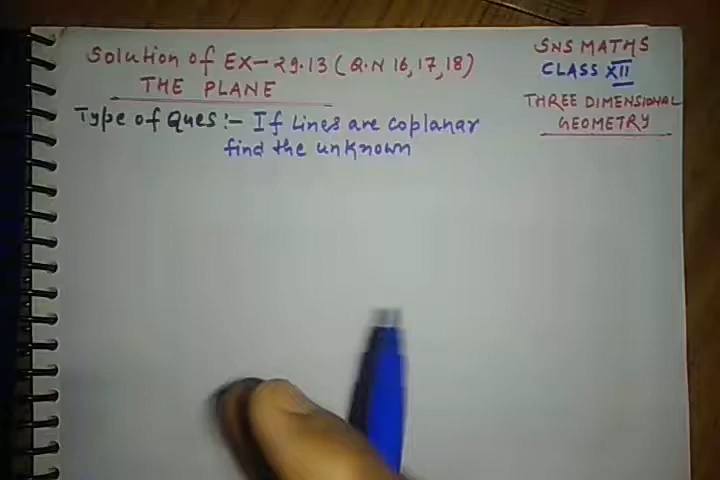 Solution of EX-29.13 (Q.N 16,17,18)
THE PLANE
Type of Ques:- If Lines are coplanar
find the unknown
SNS MATHS
CLASS XII
THREE DIMENSIONAL
GEOMETRY